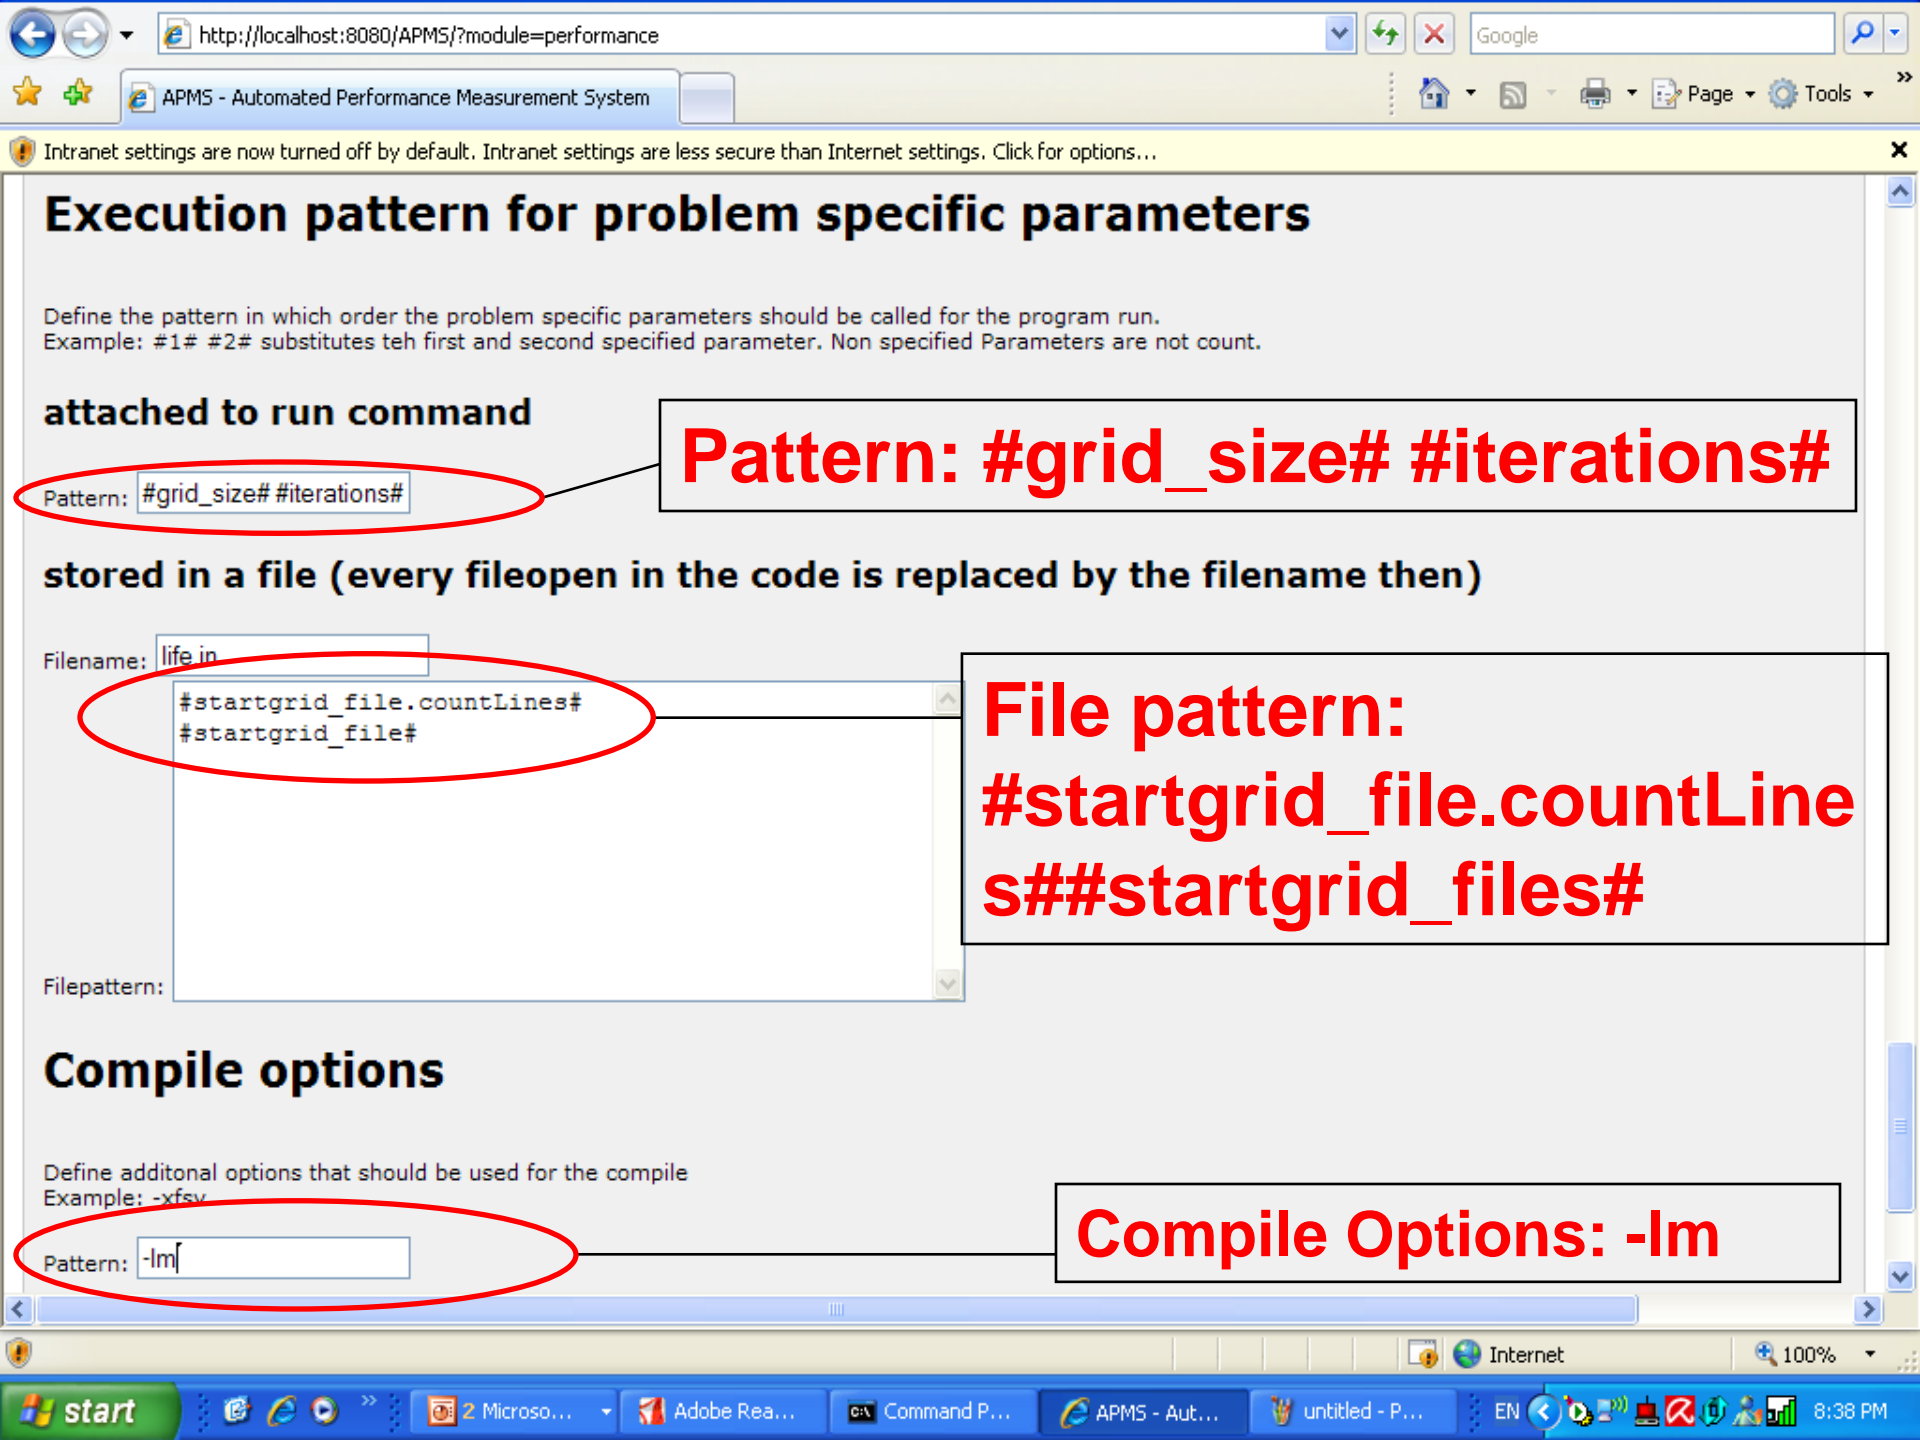 http://localhost:8080/APMS/?module=performance
Google
APMS - Automated Performance Measurement System
Page
Tools
Intranet settings are now turned off by default. Intranet settings are less secure than Internet settings. Click for options...
Execution pattern for problem specific parameters
Define the pattern in which order the problem specific parameters should be called for the program run.
Example: #1# #2# substitutes teh first and second specified parameter. Non specified Parameters are not count.
attached to run command
Pattern: #grid_size# #iterations#
Pattern: #grid_size# #iterations#
stored in a file (every fileopen in the code is replaced by the filename then)
Filename: life.in
#startgrid_file.countLines#
#startgrid_file#
File pattern:
#startgrid_file.countLine
s##startgrid_files#
Filepattern:
Compile options
Define additonal options that should be used for the compile
Example: -xfsv
Compile Options: -lm
Pattern: -lm
Internet
100%
start
2 Microso...
Adobe Rea...
Command P...
APMS - Aut...
untitled - P...
EN
8:38 PM